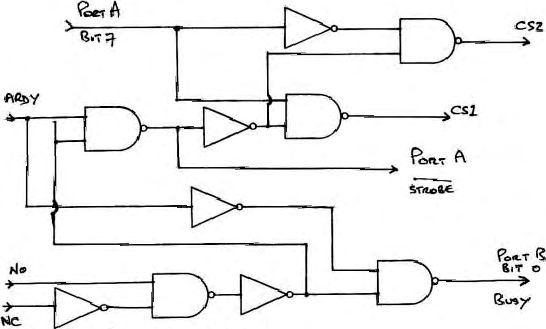 PORT A
BIT 7
CS2
ARDY
CS1
PORT A
STROBE
NO
NC
PORT B
BIT 0
BUSY